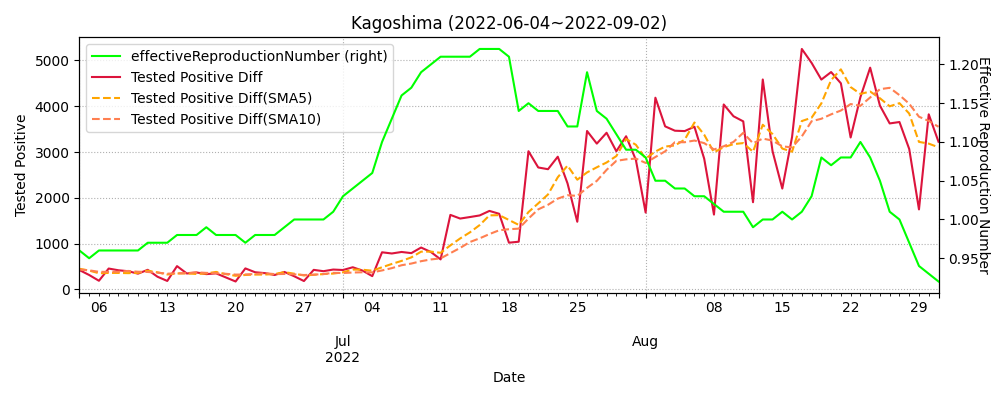 Kagoshima (2022-06-04~2022-09-02)
effectiveReproductionNumber (right)
Tested Positive Diff
Tested Positive Diff(SMA5)
Tested Positive Diff(SMA10)
Tested Positive
5000
4000
3000
2000
1000
0
1.20
1.15
1.10
1.05
1.00
0.95
Effective Reproduction Number
06 13 20 27 04 11 18 25 08 15 22 29
Jul Aug
2022
Date